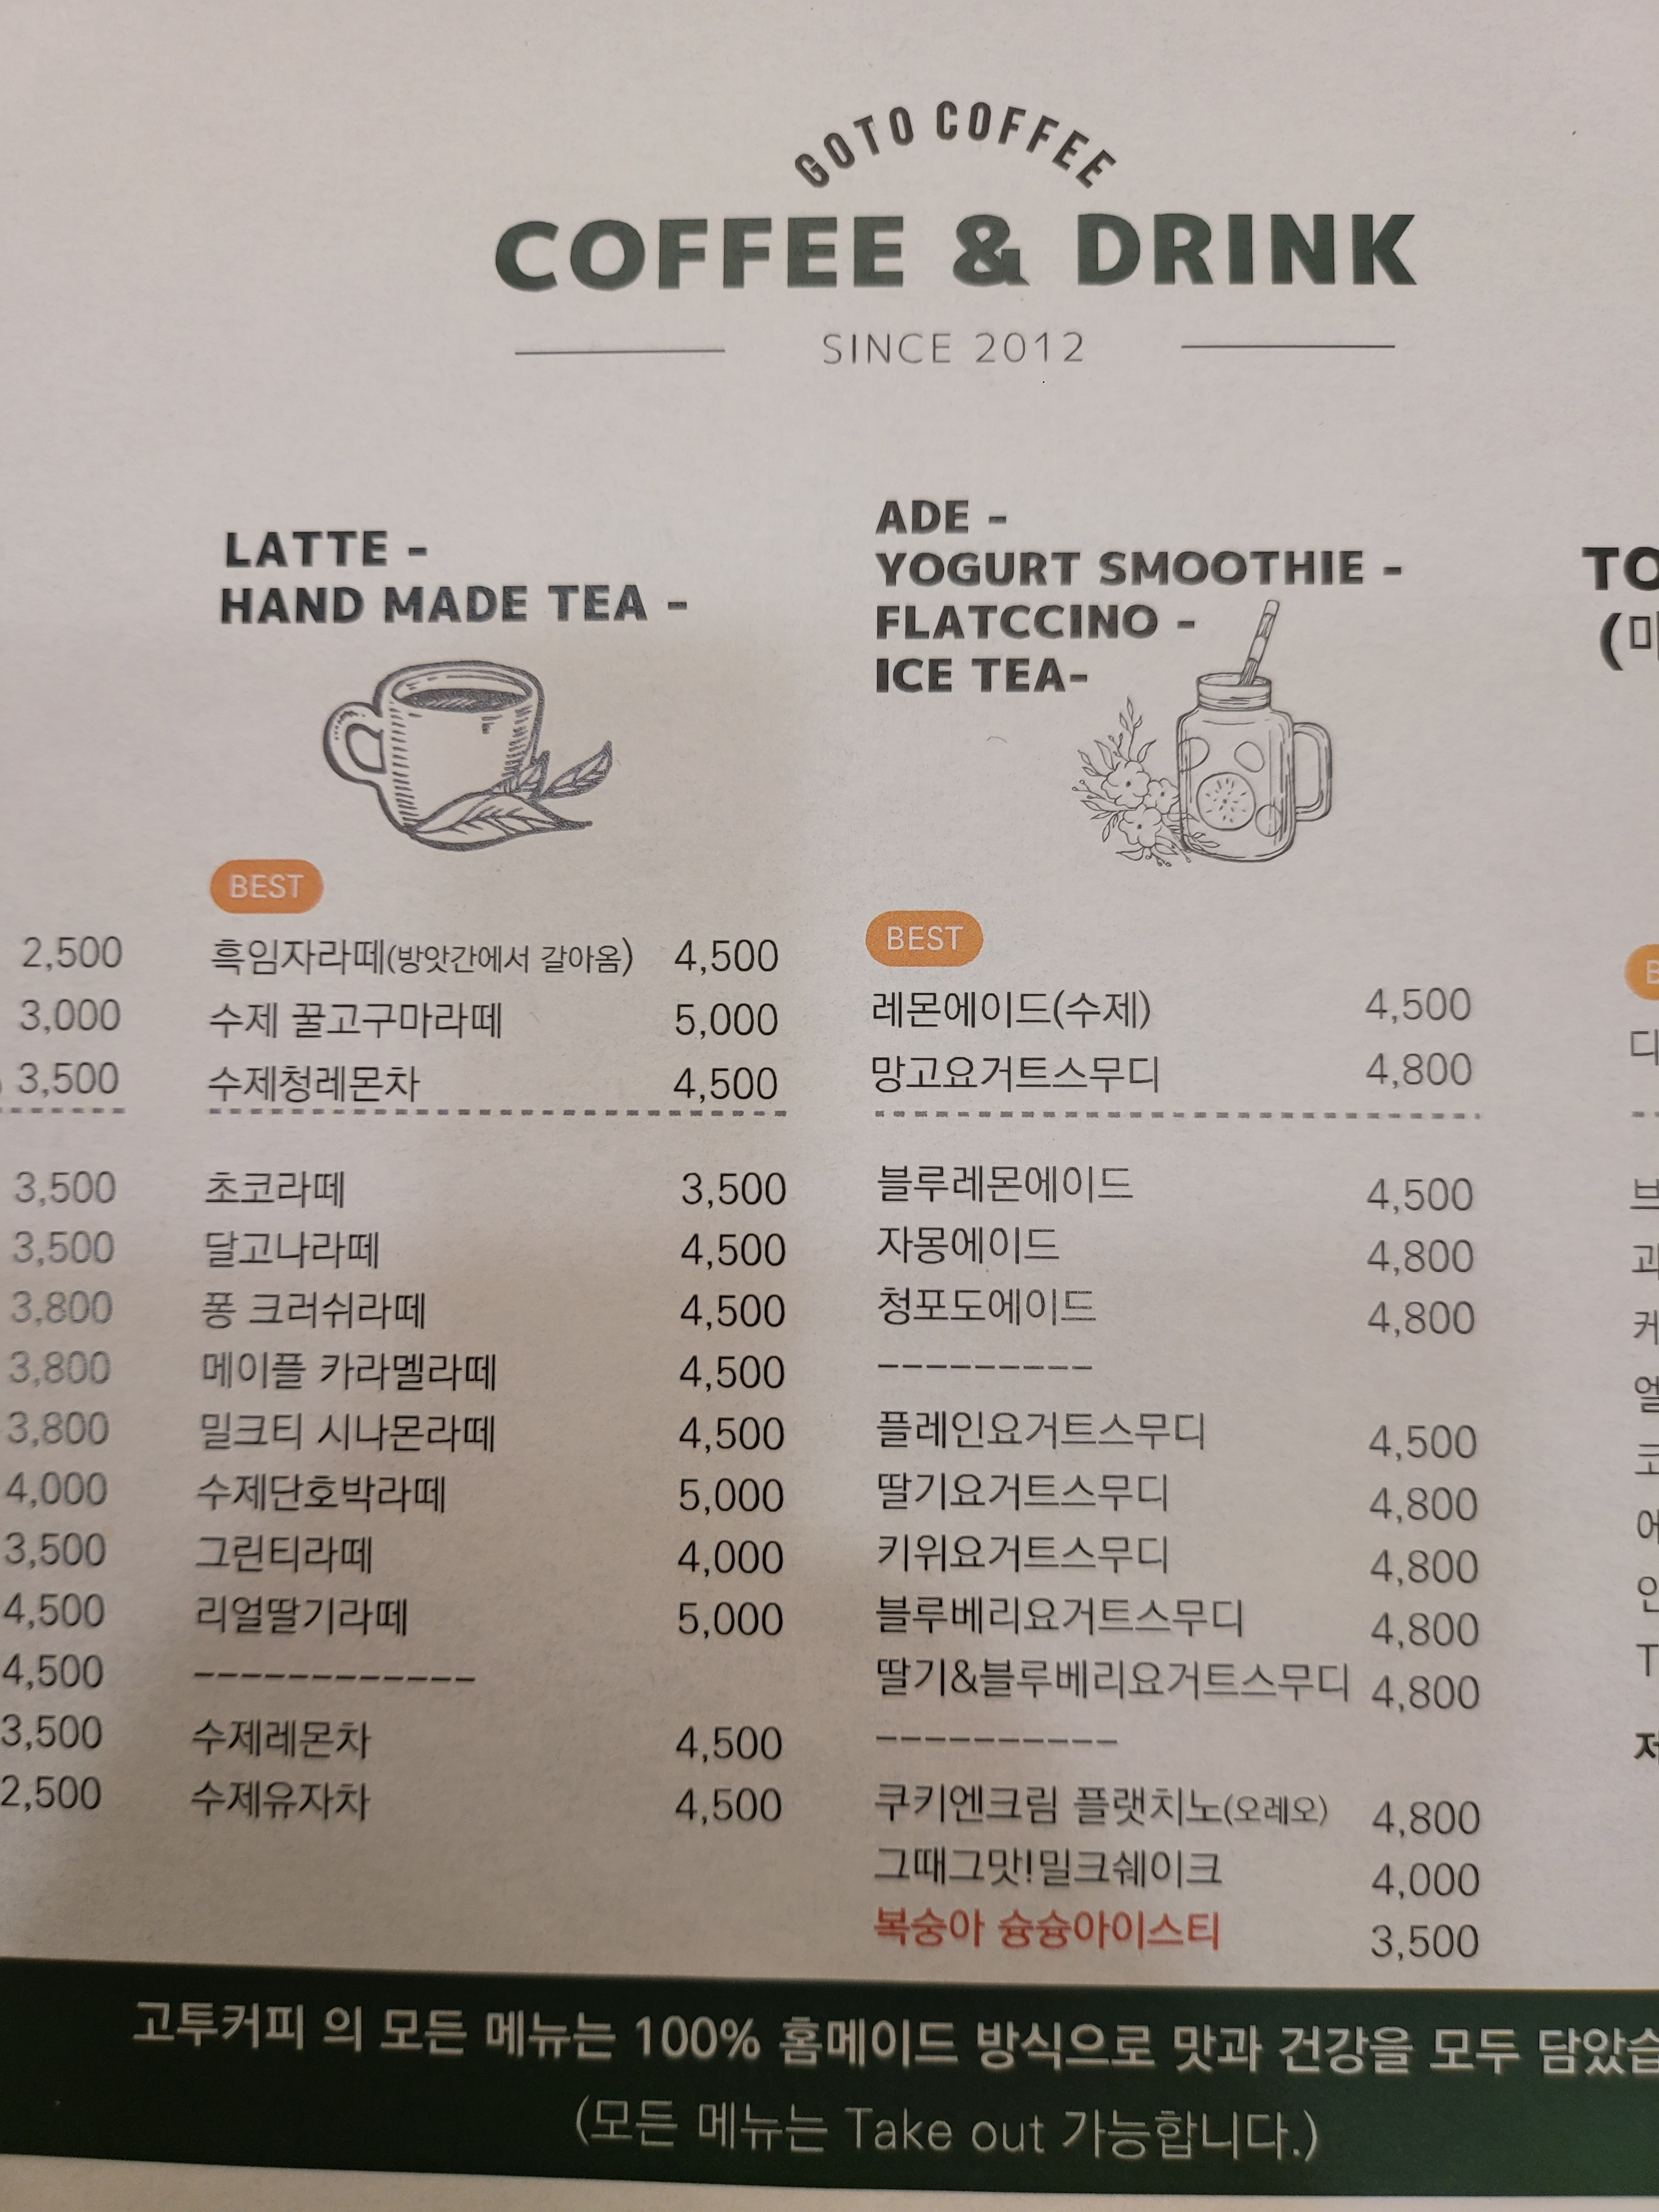 GOTO COFFEE
COFFEE & DRINK
SINCE 2012
2,500
3,000
3,500
3,500
3,500
3,800
3,800
3,800
4,000
3,500
4,500
4,500
3,500
2,500
LATTE -
HAND MADE TEA -
BEST
흑임자라떼(방앗간에서 갈아옴) 4,500
수제 꿀고구마라떼 5,000
수제청레몬차 4,500
초코라떼 3,500
달고나라떼 4,500
퐁 크러쉬라떼 4,500
메이플 카라멜라떼 4,500
밀크티 시나몬라떼 4,500
수제단호박라떼 5,000
그린티라떼 4,000
리얼딸기라떼 5,000
------------
수제레몬차 4,500
수제유자차 4,500
ADE -
YOGURT SMOOTHIE -
FLATCCINO -
ICE TEA-
BEST
레몬에이드(수제) 4,500
망고요거트스무디 4,800
블루레몬에이드 4,500
자몽에이드 4,800
청포도에이드 4,800
---------
플레인요거트스무디 4,500
딸기요거트스무디 4,800
키위요거트스무디 4,800
블루베리요거트스무디 4,800
딸기&블루베리요거트스무디 4,800
----------
쿠키엔크림 플랫치노(오레오) 4,800
그때그맛!밀크쉐이크 4,000
복숭아 슝슝아이스티 3,500
고투커피 의 모든 메뉴는 100% 홈메이드 방식으로 맛과 건강을 모두 담았습
(모든 메뉴는 Take out 가능합니다.)